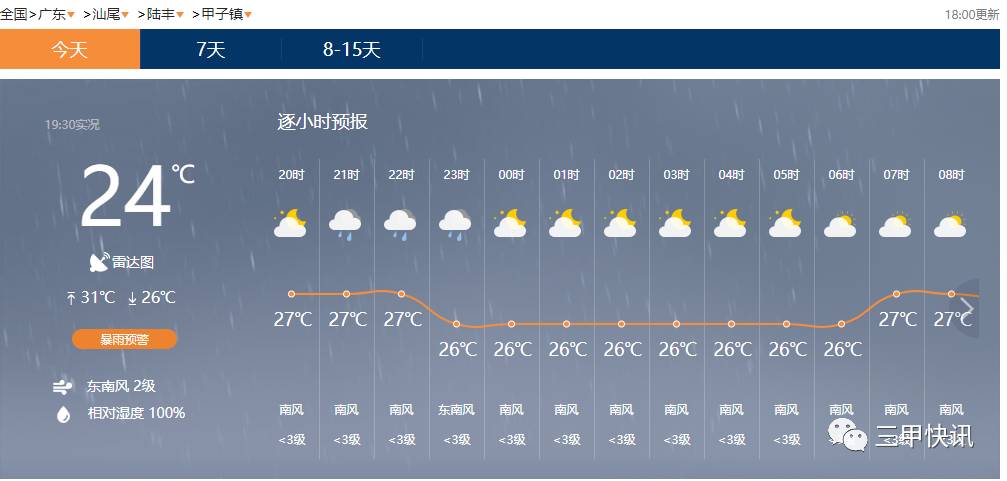 全国>广东 >汕尾 >陆丰 >甲子镇
18:00更新
今天 7天 8-15天
19:30实况
24℃
雷达图
31℃ 26℃
暴雨预警
东南风 2级
相对湿度 100%
逐小时预报
20时 21时 22时 23时 00时 01时 02时 03时 04时 05时 06时 07时 08时
27℃ 27℃ 27℃ 26℃ 26℃ 26℃ 26℃ 26℃ 26℃ 26℃ 26℃ 27℃ 27℃
南风 南风 南风 东南风 南风 南风 南风 南风 南风 南风 南风 南风 南风
<3级 <3级 <3级 <3级 <3级 <3级 <3级 <3级 <3级 <3级
三甲快讯